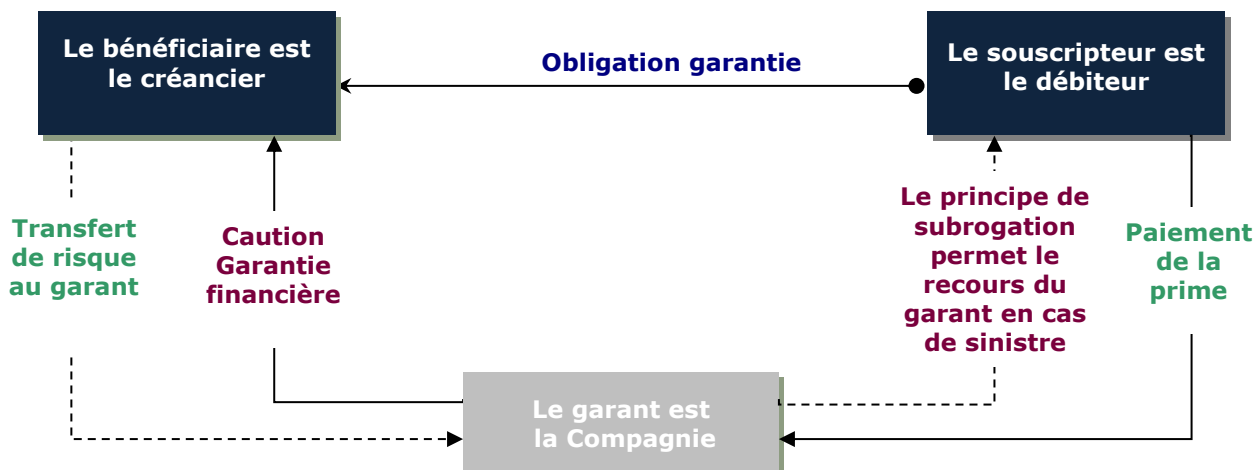 Le bénéficiaire est
le créancier
Obligation garantie
Le souscripteur est
le débiteur
Transfert
de risque
au garant
Caution
Garantie
financière
Le principe de
subrogation
permet le
recours du
garant en cas
de sinistre
Paiement
de la
prime
Le garant est
la Compagnie